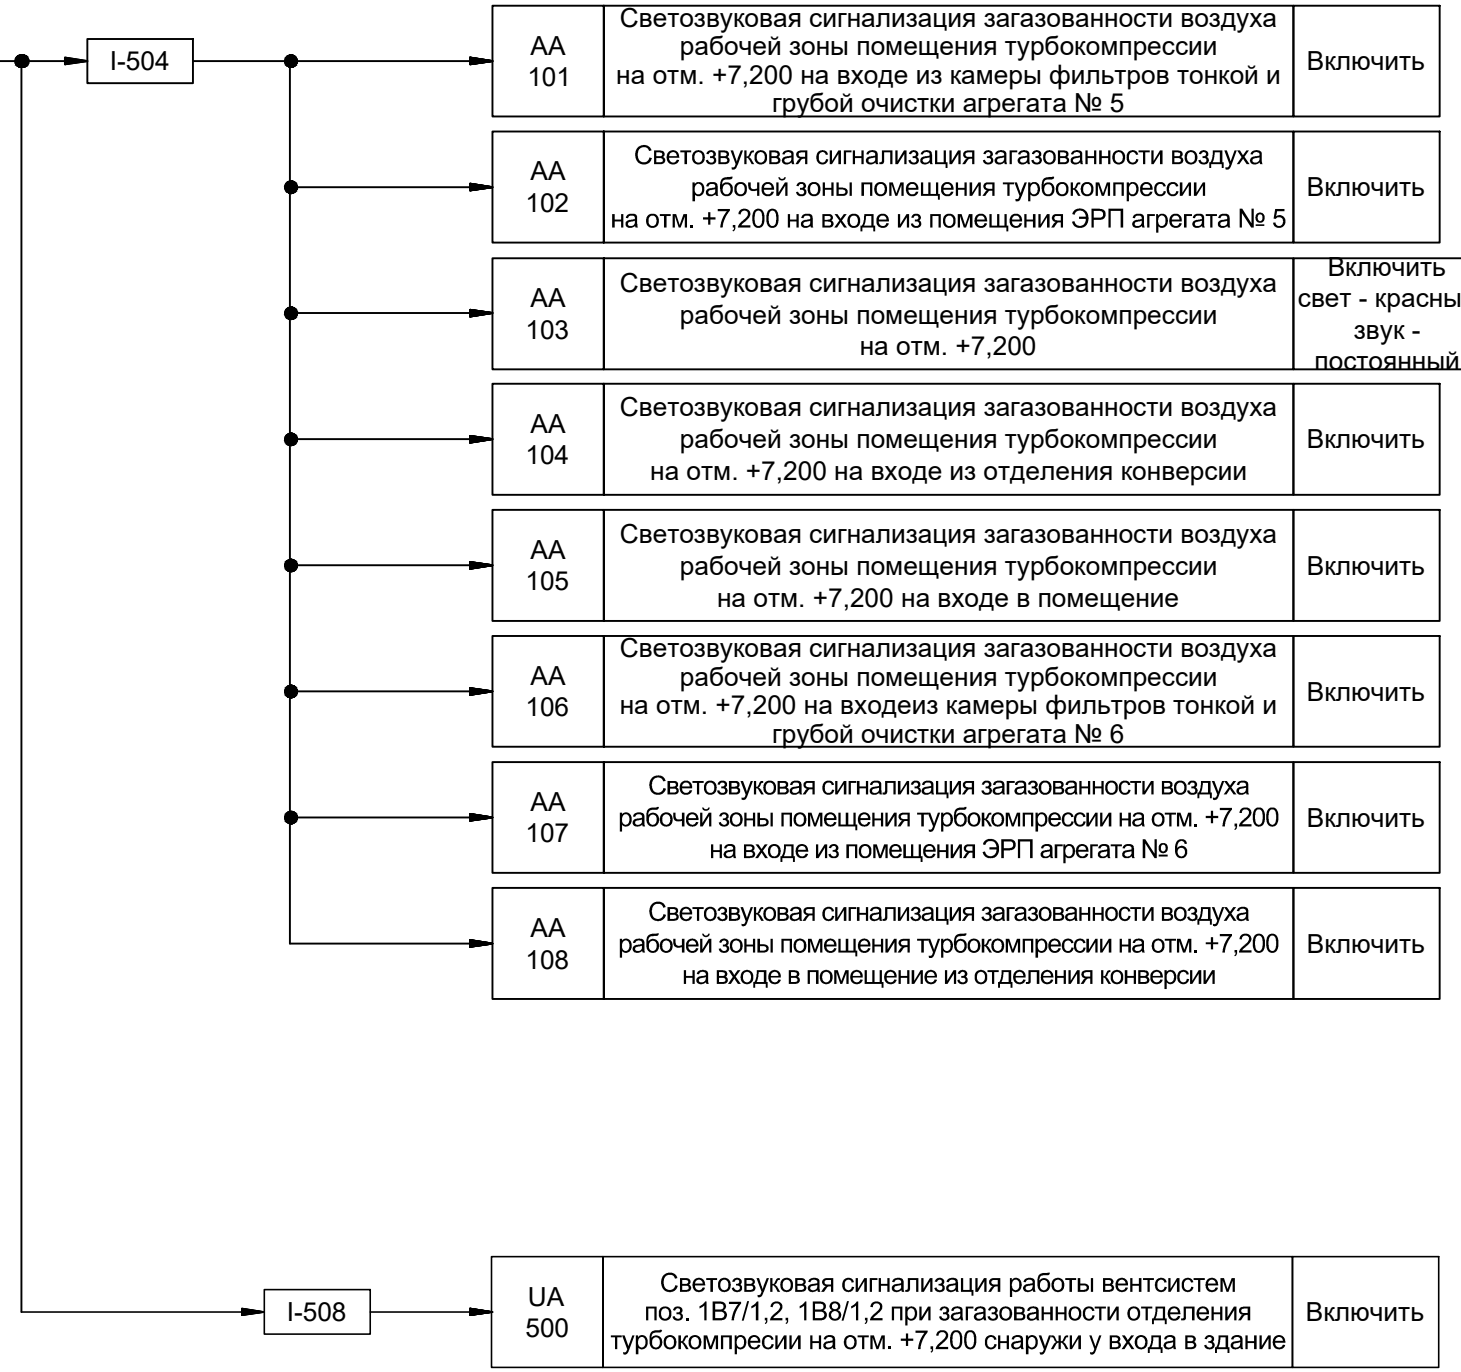 I-504
AA
101
Светозвуковая сигнализация загазованности воздуха
рабочей зоны помещения турбокомпрессии
на отм. +7,200 на входе из камеры фильтров тонкой и
грубой очистки агрегата № 5
Включить
AA
102
Светозвуковая сигнализация загазованности воздуха
рабочей зоны помещения турбокомпрессии
на отм. +7,200 на входе из помещения ЭРП агрегата № 5
Включить
AA
103
Светозвуковая сигнализация загазованности воздуха
рабочей зоны помещения турбокомпрессии
на отм. +7,200
Включить
свет - красны
звук -
постоянный
AA
104
Светозвуковая сигнализация загазованности воздуха
рабочей зоны помещения турбокомпрессии
на отм. +7,200 на входе из отделения конверсии
Включить
AA
105
Светозвуковая сигнализация загазованности воздуха
рабочей зоны помещения турбокомпрессии
на отм. +7,200 на входе в помещение
Включить
AA
106
Светозвуковая сигнализация загазованности воздуха
рабочей зоны помещения турбокомпрессии
на отм. +7,200 на входеиз камеры фильтров тонкой и
грубой очистки агрегата № 6
Включить
AA
107
Светозвуковая сигнализация загазованности воздуха
рабочей зоны помещения турбокомпрессии на отм. +7,200
на входе из помещения ЭРП агрегата № 6
Включить
AA
108
Светозвуковая сигнализация загазованности воздуха
рабочей зоны помещения турбокомпрессии на отм. +7,200
на входе в помещение из отделения конверсии
Включить
I-508
UA
500
Светозвуковая сигнализация работы вентсистем
поз. 1В7/1,2, 1В8/1,2 при загазованности отделения
турбокомпресии на отм. +7,200 снаружи у входа в здание
Включить